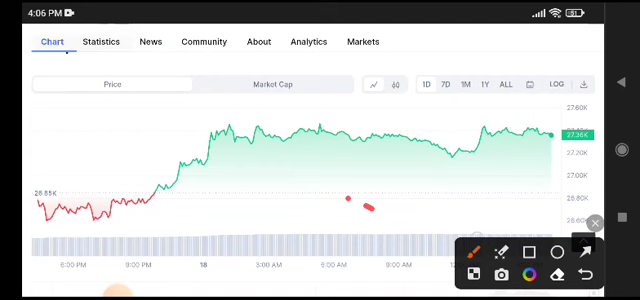 4:06 PM 51
Chart Statistics News Community About Analytics Markets
Price Market Cap 1D 7D 1M 1Y ALL LOG
27.60K
27.36K
27.20K
27.00K
26.85K
26.80K
26.60K
6:00 PM 9:00 PM 18 3:00 AM 6:00 AM 9:00 AM